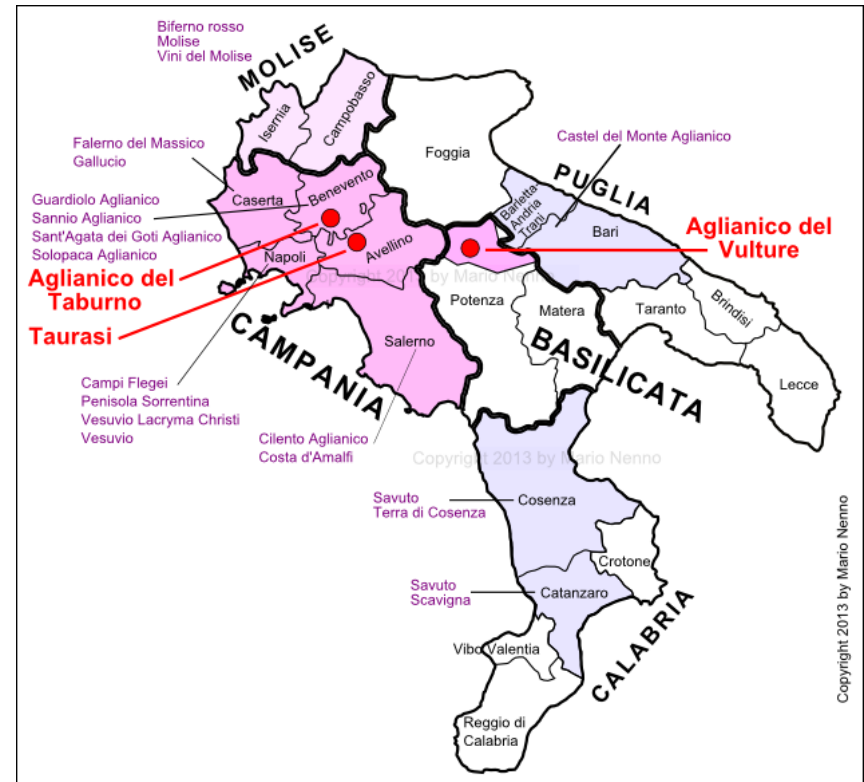 Biferno rosso
Molise
Vini del Molise
MOLISE
Isernia
Campobasso
Falerno del Massico
Gallucio
Foggia
Castel del Monte Aglianico
PUGLIA
Guardiolo Aglianico
Sannio Aglianico
Sant'Agata dei Goti Aglianico
Solopaca Aglianico
Caserta
Benevento
Barletta-
Andria
Trani
Bari
Aglianico del
Vulture
Aglianico del
Taburno
Napoli
Avellino
Copyright 2013 by Mario Nenno
Taurasi
Potenza
Matera
Taranto
Brindisi
Lecce
CAMPANIA
Salerno
BASILICATA
Campi Flegei
Penisola Sorrentina
Vesuvio Lacryma Christi
Vesuvio
Cilento Aglianico
Costa d'Amalfi
Copyright 2013 by Mario Nenno
Savuto
Terra di Cosenza
Cosenza
Crotone
Savuto
Scavigna
Catanzaro
CALABRIA
Vibo Valentia
Reggio di
Calabria
Copyright 2013 by Mario Nenno